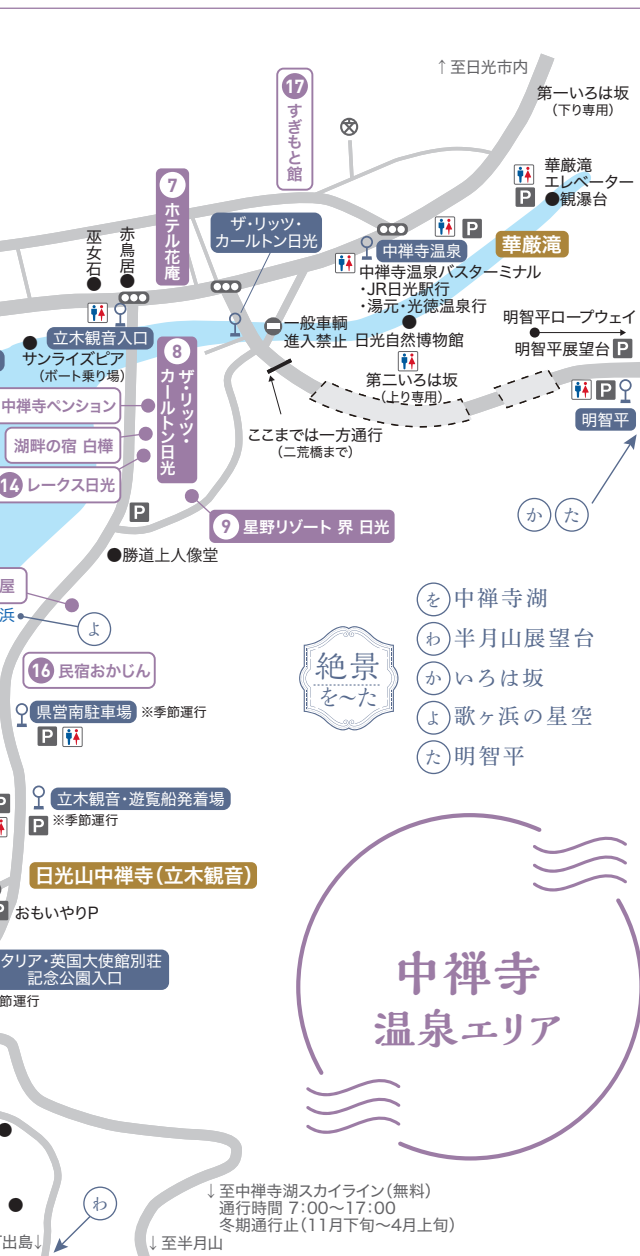 ↑至日光市内
第一いろは坂
(下り専用)
17
すぎもと館
華厳滝
エレベーター
P
●観瀑台
7
ホテル花庵
巫女石
赤鳥居
ザ・リッツ・
カールトン日光
P
中禅寺温泉
華厳滝
中禅寺温泉バスターミナル
・JR日光駅行
・湯元・光徳温泉行
一般車輌
進入禁止
日光自然博物館
明智平ロープウェイ
明智平展望台 P
立木観音入口
サンライズピア
(ボート乗り場)
8
ザ・リッツ・
カールトン日光
第二いろは坂
(上り専用)
P
明智平
中禅寺ペンション
湖畔の宿 白樺
14 レークス日光
ここまでは一方通行
(二荒橋まで)
P
9 星野リゾート 界 日光
か た
●勝道上人像堂
屋
浜
よ
16 民宿おかじん
県営南駐車場 ※季節運行
P
絶景
を〜た
を 中禅寺湖
わ 半月山展望台
か いろは坂
よ 歌ヶ浜の星空
た 明智平
P
立木観音・遊覧船発着場
P ※季節運行
日光山中禅寺(立木観音)
P おもいやりP
タリア・英国大使館別荘
記念公園入口
節運行
中禅寺
温泉エリア
わ
出島↓
↓至半月山
↓至中禅寺湖スカイライン(無料)
通行時間 7:00〜17:00
冬期通行止(11月下旬〜4月上旬)